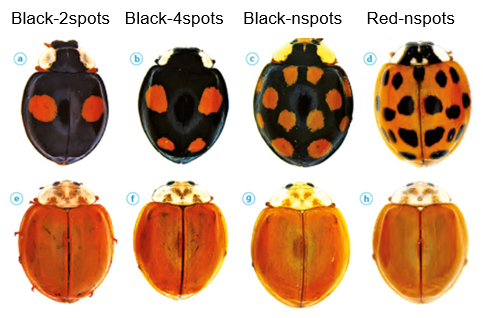 Black-2spots Black-4spots Black-nspots Red-nspots
a b c d
e f g h